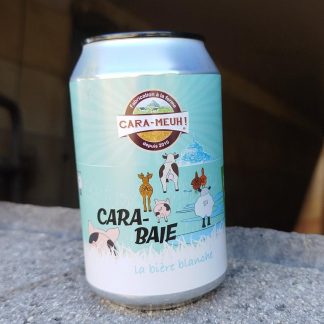 Fabrication à la ferme
CARA-MEUH!
depuis 2010
CARA-
BAIE
la bière blanche